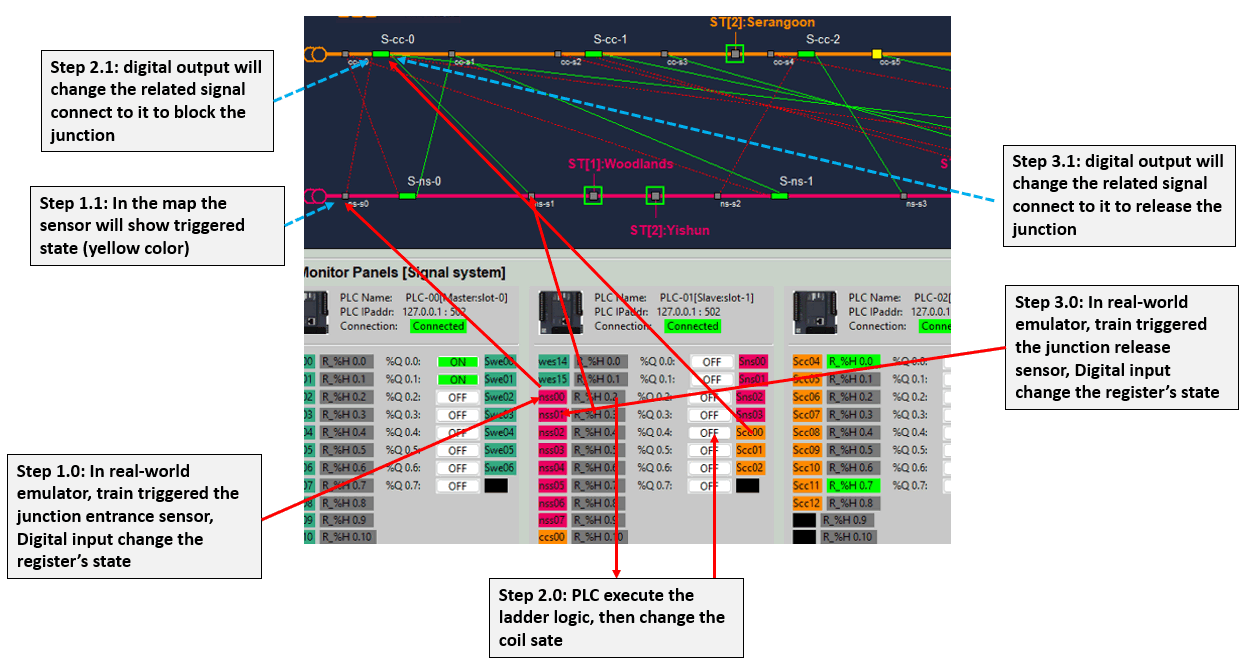 ST[2]:Serangoon
S-cc-0
S-cc-1
S-cc-2
cc-s1
cc-s2
cc-s3
cc-s4
cc-s5
Step 2.1: digital output will
change the related signal
connect to it to block the
junction
Step 3.1: digital output will
change the related signal
connect to it to release the
junction
ST[1]:Woodlands
S-ns-0
S-ns-1
Step 1.1: In the map the
sensor will show triggered
state (yellow color)
ns-s0
ns-s1
ns-s2
ns-s3
ST[2]:Yishun
Monitor Panels [Signal system]
PLC Name: PLC-00[Master:slot-0]
PLC IPaddr: 127.0.0.1 : 502
Connection: Connected
PLC Name: PLC-01[Slave:slot-1]
PLC IPaddr: 127.0.0.1 : 502
Connection: Connected
PLC Name: PLC-02[
PLC IPaddr: 127.0.0.1
Connection: Conne
Step 3.0: In real-world
emulator, train triggered
the junction release
sensor, Digital input
change the register's state
00 R_%H 0.0 %Q 0.0: ON Swe00 wes14 R_%H 0.0 %Q 0.0: OFF Sns00 Scc04 R_%H 0.0 %Q 0.0:
01 R_%H 0.1 %Q 0.1: ON Swe01 wes15 R_%H 0.1 %Q 0.1: OFF Sns01 Scc05 R_%H 0.1 %Q 0.1:
02 R_%H 0.2 %Q 0.2: OFF Swe02 nss00 R_%H 0.2 %Q 0.2: OFF Sns02 Scc06 R_%H 0.2 %Q 0.2:
03 R_%H 0.3 %Q 0.3: OFF Swe03 nss01 R_%H 0.3 %Q 0.3: OFF Sns03 Scc07 R_%H 0.3 %Q 0.3:
04 R_%H 0.4 %Q 0.4: OFF Swe04 nss02 R_%H 0.4 %Q 0.4: OFF Scc00 Scc08 R_%H 0.4 %Q 0.4:
05 R_%H 0.5 %Q 0.5: OFF Swe05 nss03 R_%H 0.5 %Q 0.5: OFF Scc01 Scc09 R_%H 0.5 %Q 0.5:
06 R_%H 0.6 %Q 0.6: OFF Swe06 nss04 R_%H 0.6 %Q 0.6: OFF Scc02 Scc10 R_%H 0.6 %Q 0.6:
07 R_%H 0.7 %Q 0.7: OFF nss05 R_%H 0.7 %Q 0.7: OFF Scc11 R_%H 0.7 %Q 0.7:
08 R_%H 0.8 nss06 R_%H 0.8 Scc12 R_%H 0.8
09 R_%H 0.9 nss07 R_%H 0.9 R_%H 0.9
10 R_%H 0.10 ccs00 R_%H 0.10 R_%H 0.10
Step 1.0: In real-world
emulator, train triggered the
junction entrance sensor,
Digital input change the
register's state
Step 2.0: PLC execute the
ladder logic, then change the
coil sate